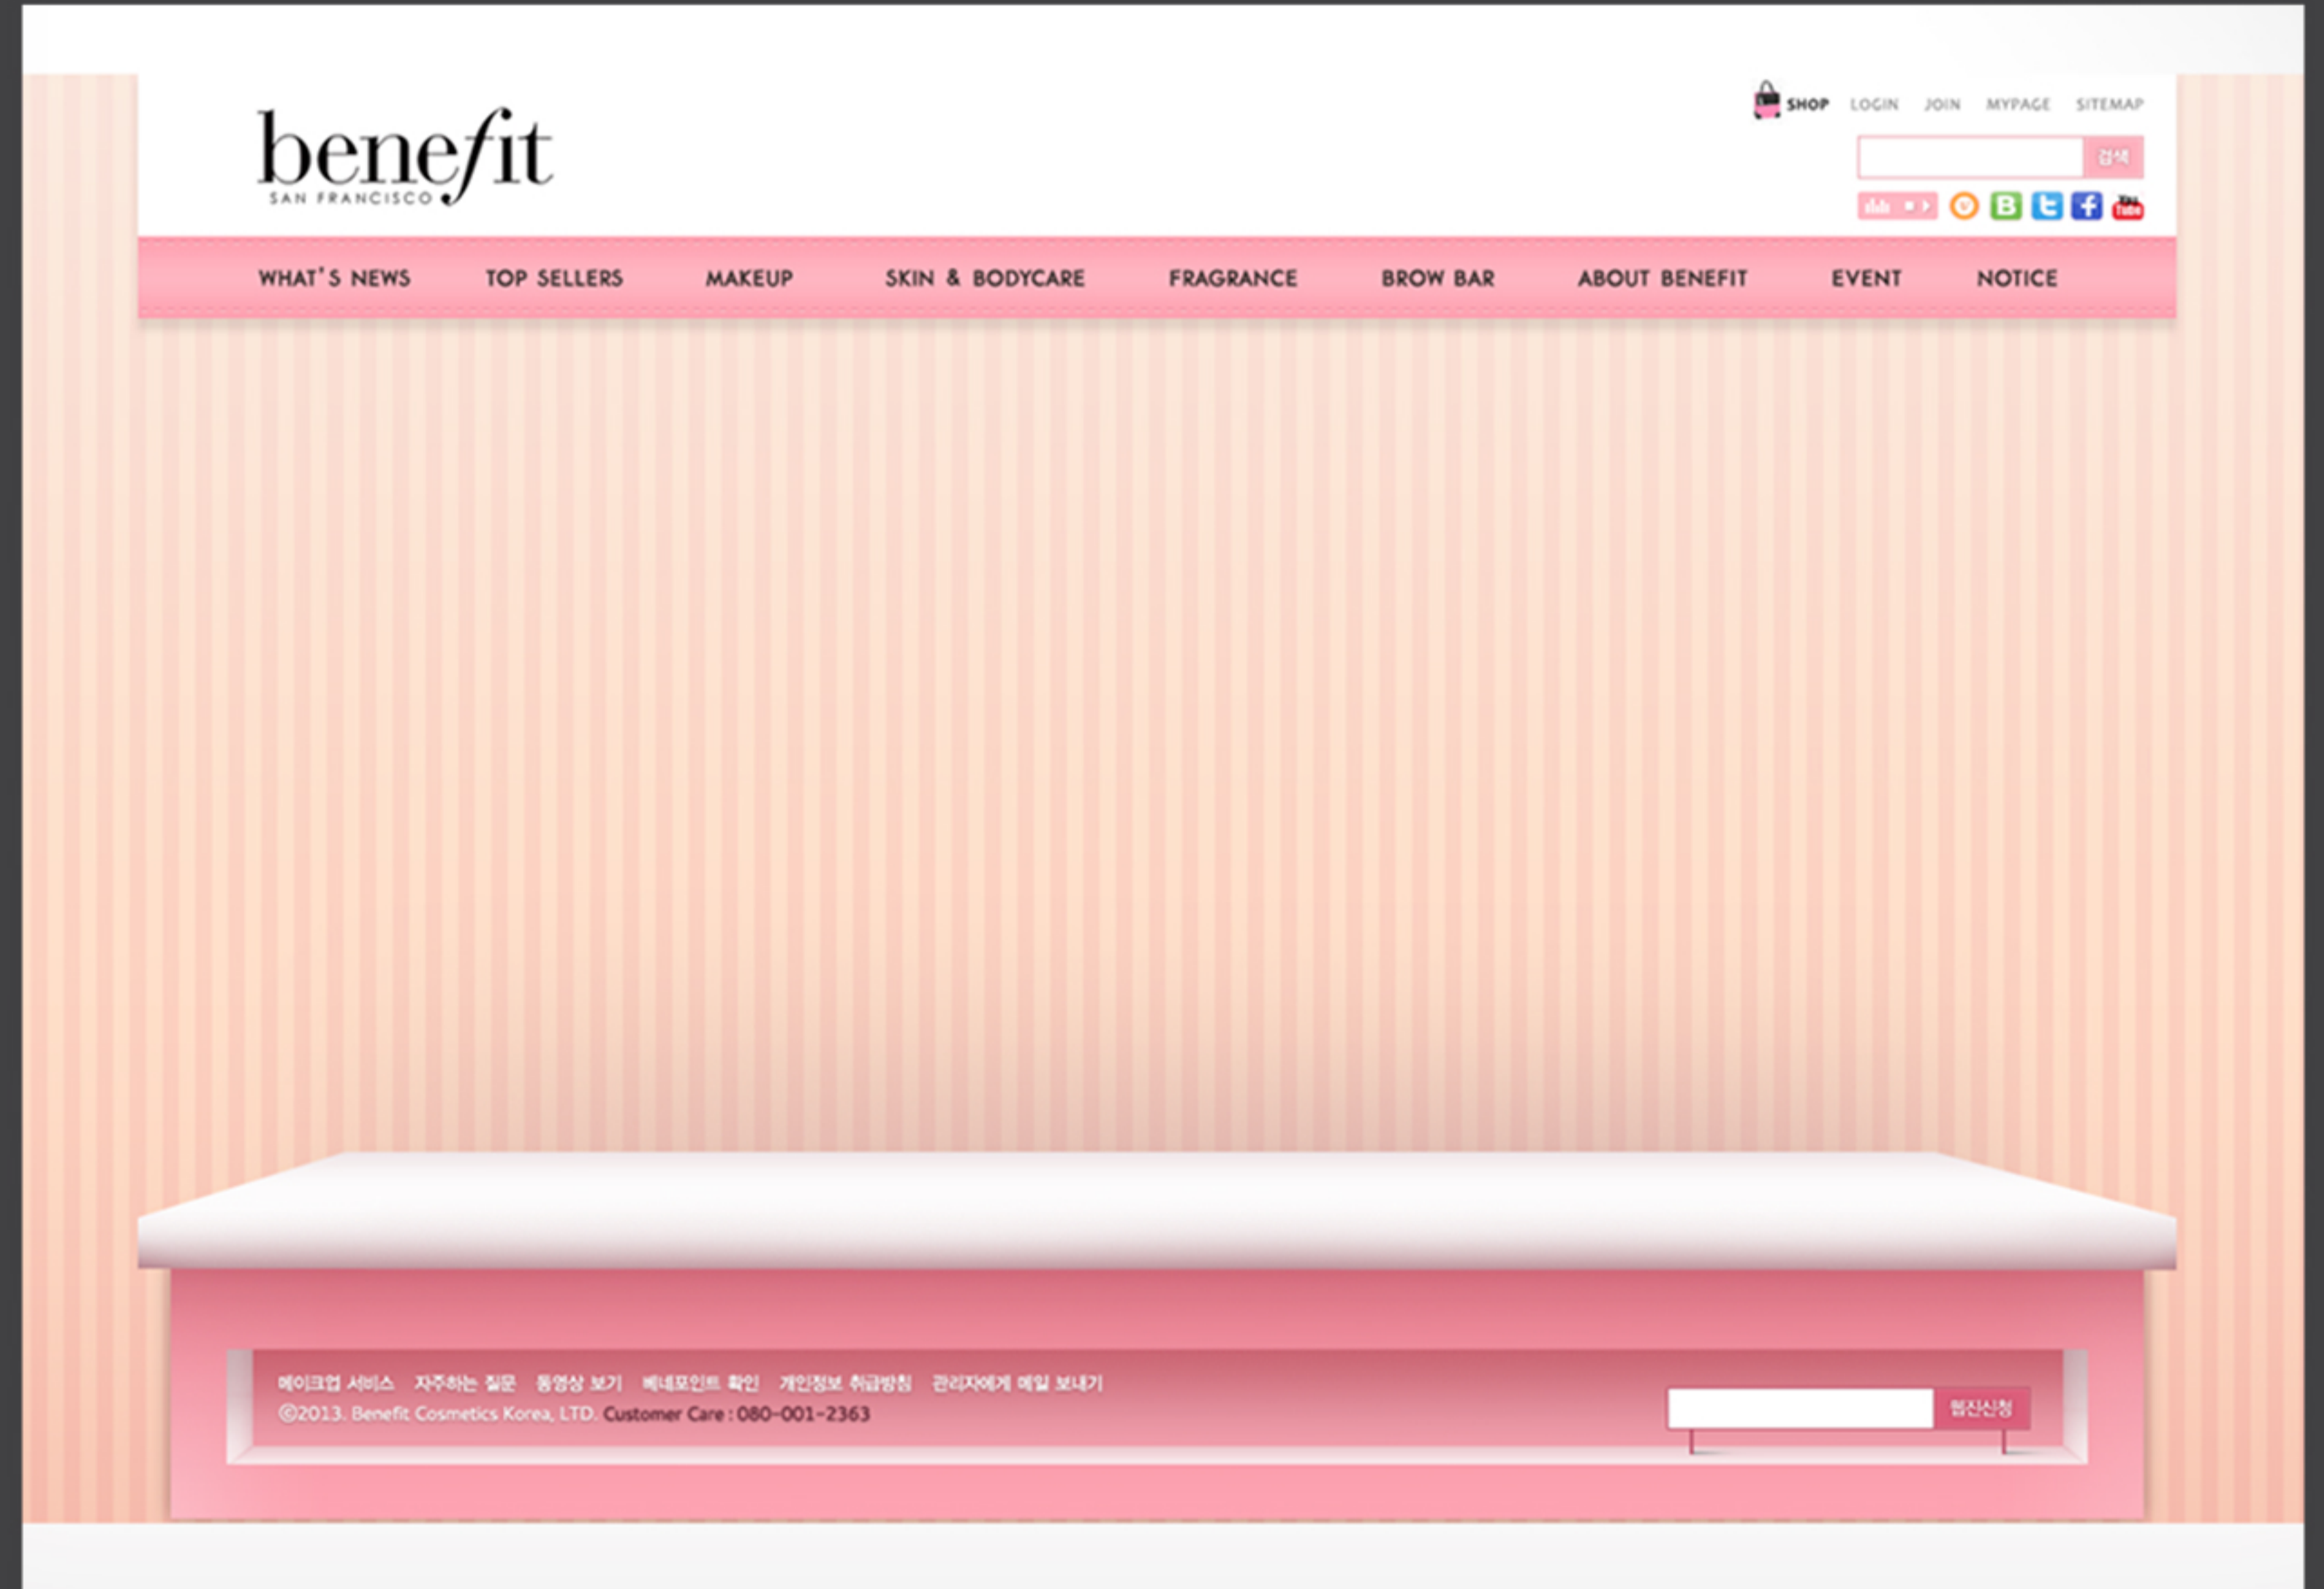 benefit
SAN FRANCISCO
SHOP LOGIN JOIN MYPAGE SITEMAP
검색
B t f You Tube
WHAT'S NEWS TOP SELLERS MAKEUP SKIN & BODYCARE FRAGRANCE BROW BAR ABOUT BENEFIT EVENT NOTICE
메이크업 서비스 자주하는 질문 동영상 보기 베네포인트 확인 개인정보 취급방침 관리자에게 메일 보내기
©2013. Benefit Cosmetics Korea, LTD. Customer Care : 080-001-2363
웹진신청